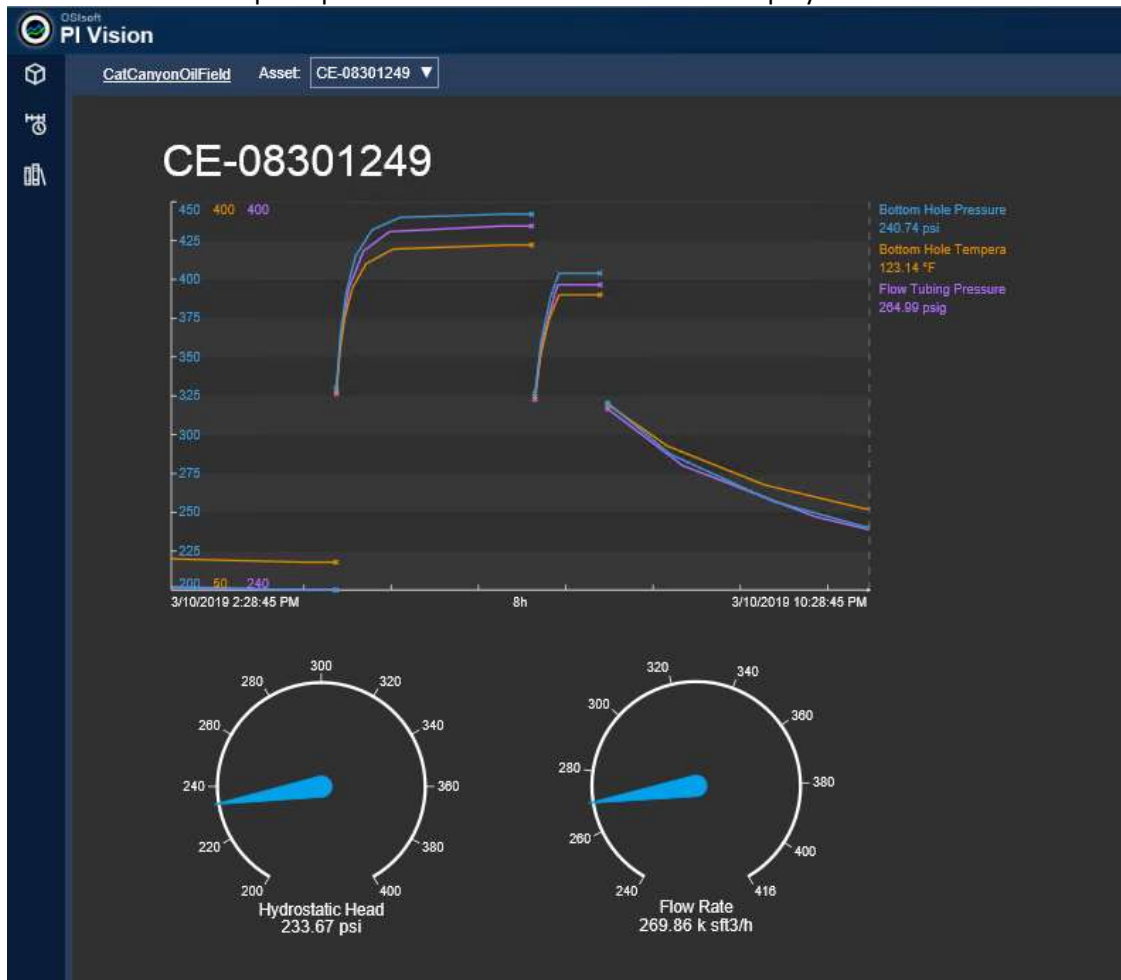 OSIsoft
PI Vision
CatCanyonOilField Asset: CE-08301249 ▼
CE-08301249
450 400 400
425
400
375
350
325
300
275
250
225
200 50 240
3/10/2019 2:28:45 PM 8h 3/10/2019 10:28:45 PM
Bottom Hole Pressure
240.74 psi
Bottom Hole Tempera
123.14 °F
Flow Tubing Pressure
264.99 psig
200
220
240
260
280
300
320
340
360
380
400
Hydrostatic Head
233.67 psi
240
260
280
300
320
340
360
380
400
416
Flow Rate
269.86 k sft3/h